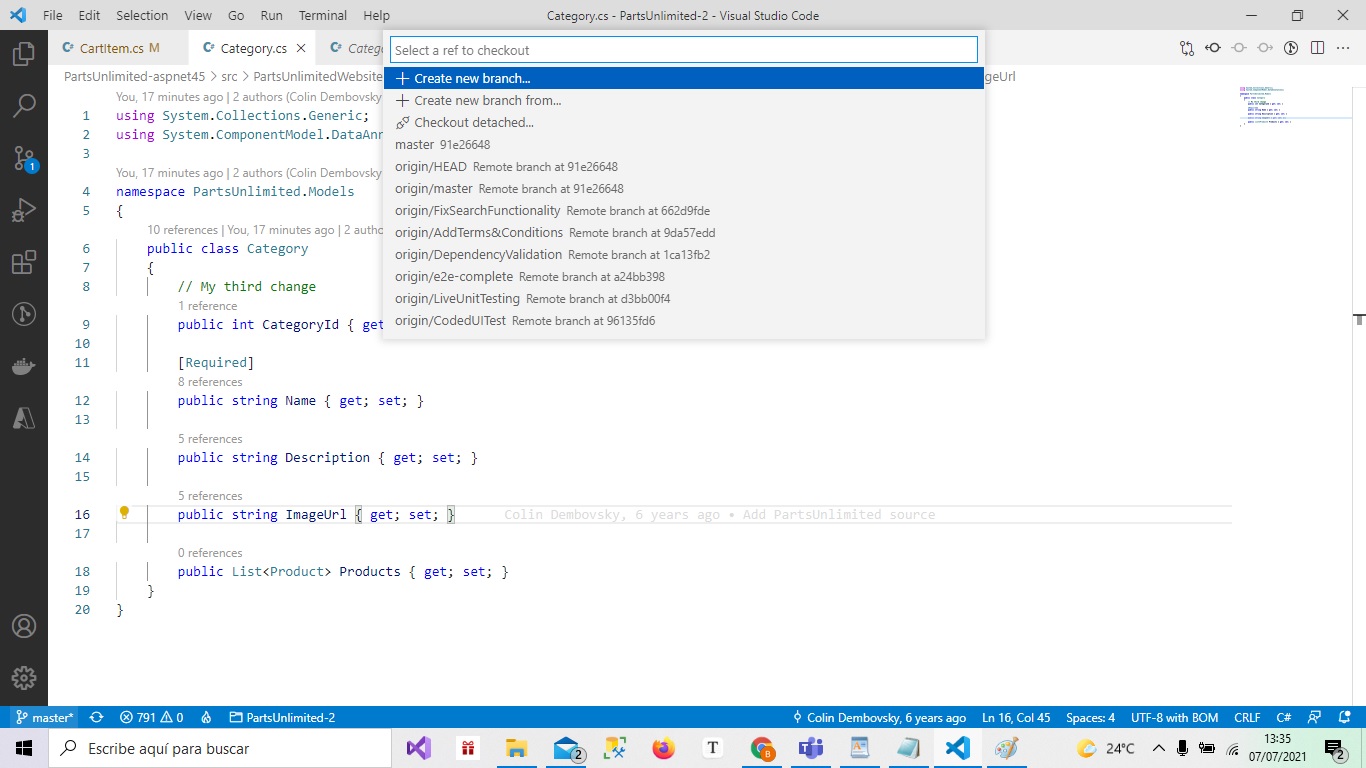 File Edit Selection View Go Run Terminal Help Category.cs - PartsUnlimited-2 - Visual Studio Code
CartItem.cs M Category.cs Categ
Select a ref to checkout
PartsUnlimited-aspnet45 > src > PartsUnlimitedWebsite ageUrl
Create new branch...
Create new branch from...
Checkout detached...
master 91e26648
origin/HEAD Remote branch at 91e26648
origin/master Remote branch at 91e26648
origin/FixSearchFunctionality Remote branch at 662d9fde
origin/AddTerms&Conditions Remote branch at 9da57edd
origin/DependencyValidation Remote branch at 1ca13fb2
origin/e2e-complete Remote branch at a24bb398
origin/LiveUnitTesting Remote branch at d3bb00f4
origin/CodedUITest Remote branch at 96135fd6
You, 17 minutes ago | 2 authors (Colin Dembovsky
1 using System.Collections.Generic;
2 using System.ComponentModel.DataAnn
3
You, 17 minutes ago | 2 authors (Colin Dembovsky
4 namespace PartsUnlimited.Models
5 {
10 references | You, 17 minutes ago | 2 autho
6 public class Category
7 {
8 // My third change
1 reference
9 public int CategoryId { get
10
11 [Required]
8 references
12 public string Name { get; set; }
13
5 references
14 public string Description { get; set; }
15
5 references
16 public string ImageUrl { get; set; } Colin Dembovsky, 6 years ago • Add PartsUnlimited source
17
0 references
18 public List<Product> Products { get; set; }
19 }
20 }
1
master* 791 0 PartsUnlimited-2 Colin Dembovsky, 6 years ago Ln 16, Col 45 Spaces: 4 UTF-8 with BOM CRLF C#
Escribe aquí para buscar 2 T 8 24°C 13:35
07/07/2021 2